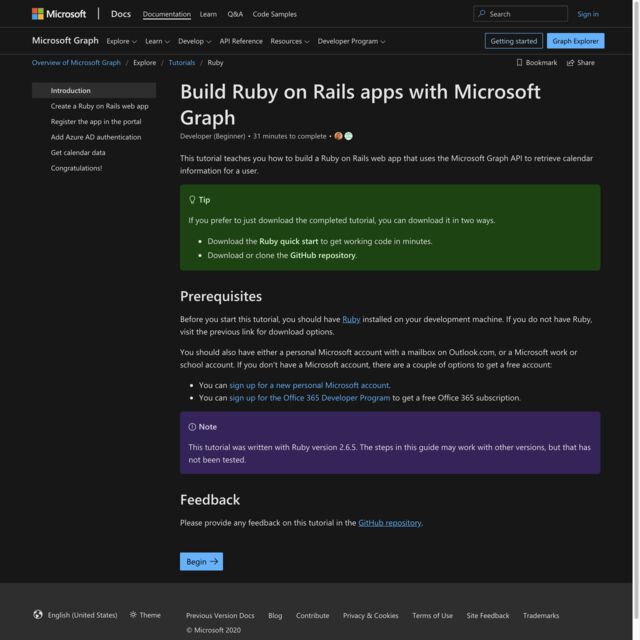 Microsoft Docs Documentation Learn Q&A Code Samples Search Sign in
Microsoft Graph Explore Learn Develop API Reference Resources Developer Program Getting started Graph Explorer
Overview of Microsoft Graph / Explore / Tutorials / Ruby Bookmark Share
Introduction
Create a Ruby on Rails web app
Register the app in the portal
Add Azure AD authentication
Get calendar data
Congratulations!
Build Ruby on Rails apps with Microsoft
Graph
Developer (Beginner) • 31 minutes to complete •
This tutorial teaches you how to build a Ruby on Rails web app that uses the Microsoft Graph API to retrieve calendar
information for a user.
Tip
If you prefer to just download the completed tutorial, you can download it in two ways.
• Download the Ruby quick start to get working code in minutes.
• Download or clone the GitHub repository.
Prerequisites
Before you start this tutorial, you should have Ruby installed on your development machine. If you do not have Ruby,
visit the previous link for download options.
You should also have either a personal Microsoft account with a mailbox on Outlook.com, or a Microsoft work or
school account. If you don't have a Microsoft account, there are a couple of options to get a free account:
• You can sign up for a new personal Microsoft account.
• You can sign up for the Office 365 Developer Program to get a free Office 365 subscription.
Note
This tutorial was written with Ruby version 2.6.5. The steps in this guide may work with other versions, but that has
not been tested.
Feedback
Please provide any feedback on this tutorial in the GitHub repository.
Begin →
English (United States) Theme Previous Version Docs Blog Contribute Privacy & Cookies Terms of Use Site Feedback Trademarks
© Microsoft 2020